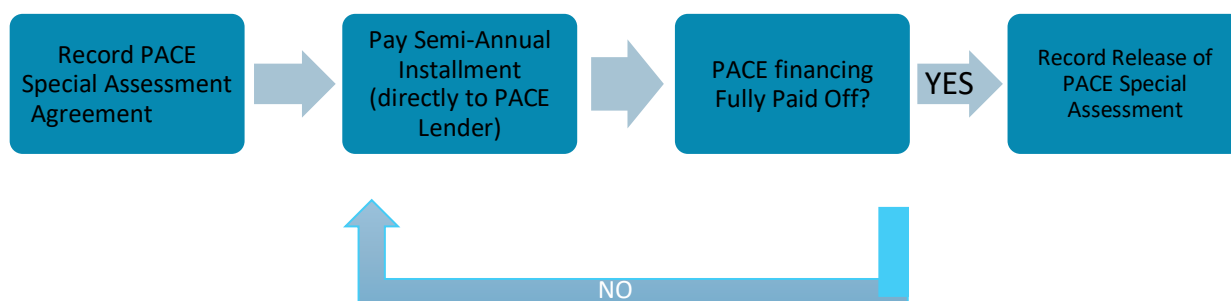 Record PACE
Special Assessment
Agreement
Pay Semi-Annual
Installment
(directly to PACE
Lender)
PACE financing
Fully Paid Off?
YES
Record Release of
PACE Special
Assessment
NO